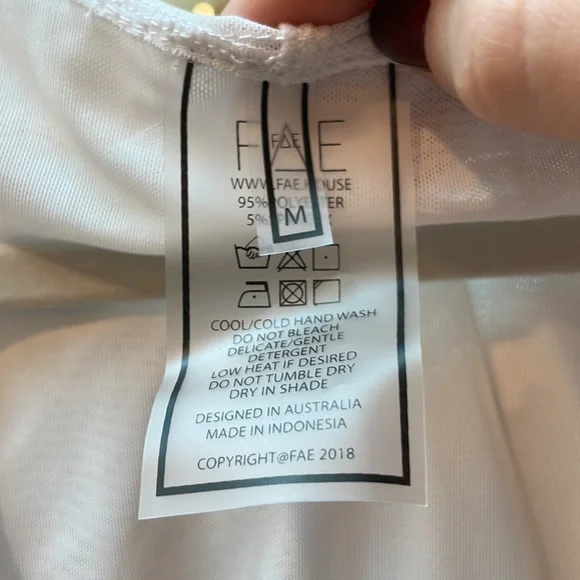 FAE
FAE
WWW.FAE.HOUSE
95% POLYESTER
5%
M
COOL/COLD HAND WASH
DO NOT BLEACH
DELICATE/GENTLE
DETERGENT
LOW HEAT IF DESIRED
DO NOT TUMBLE DRY
DRY IN SHADE
DESIGNED IN AUSTRALIA
MADE IN INDONESIA
COPYRIGHT@FAE 2018